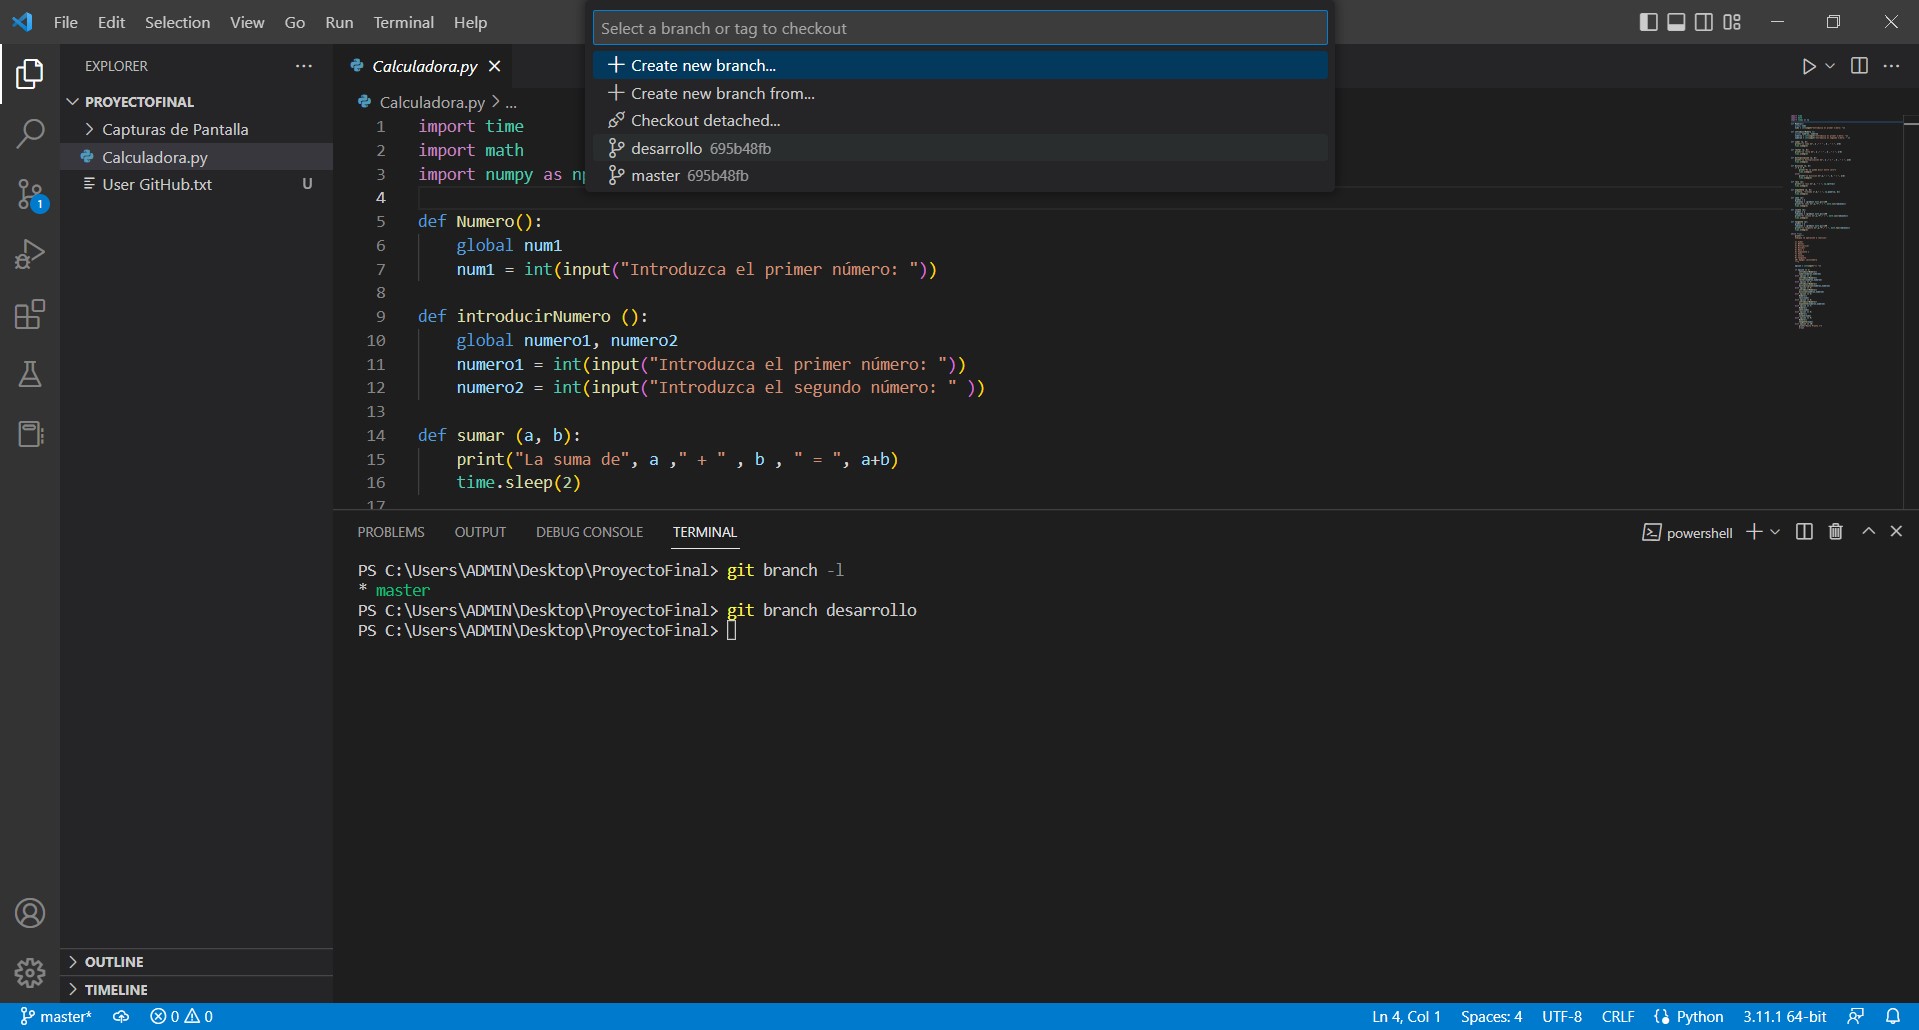 File Edit Selection View Go Run Terminal Help
Select a branch or tag to checkout
Create new branch...
Create new branch from...
Checkout detached...
desarrollo 695b48fb
master 695b48fb
EXPLORER
PROYECTOFINAL
Capturas de Pantalla
Calculadora.py
User GitHub.txt U
1
OUTLINE
TIMELINE
Calculadora.py
Calculadora.py > ...
1 import time
2 import math
3 import numpy as np
4
5 def Numero():
6 global num1
7 num1 = int(input("Introduzca el primer número: "))
8
9 def introducirNumero ():
10 global numero1, numero2
11 numero1 = int(input("Introduzca el primer número: "))
12 numero2 = int(input("Introduzca el segundo número: " ))
13
14 def sumar (a, b):
15 print("La suma de", a ," + " , b , " = ", a+b)
16 time.sleep(2)
17
PROBLEMS OUTPUT DEBUG CONSOLE TERMINAL powershell
PS C:\Users\ADMIN\Desktop\ProyectoFinal> git branch -l
* master
PS C:\Users\ADMIN\Desktop\ProyectoFinal> git branch desarrollo
PS C:\Users\ADMIN\Desktop\ProyectoFinal>
master* 0 0 Ln 4, Col 1 Spaces: 4 UTF-8 CRLF Python 3.11.1 64-bit